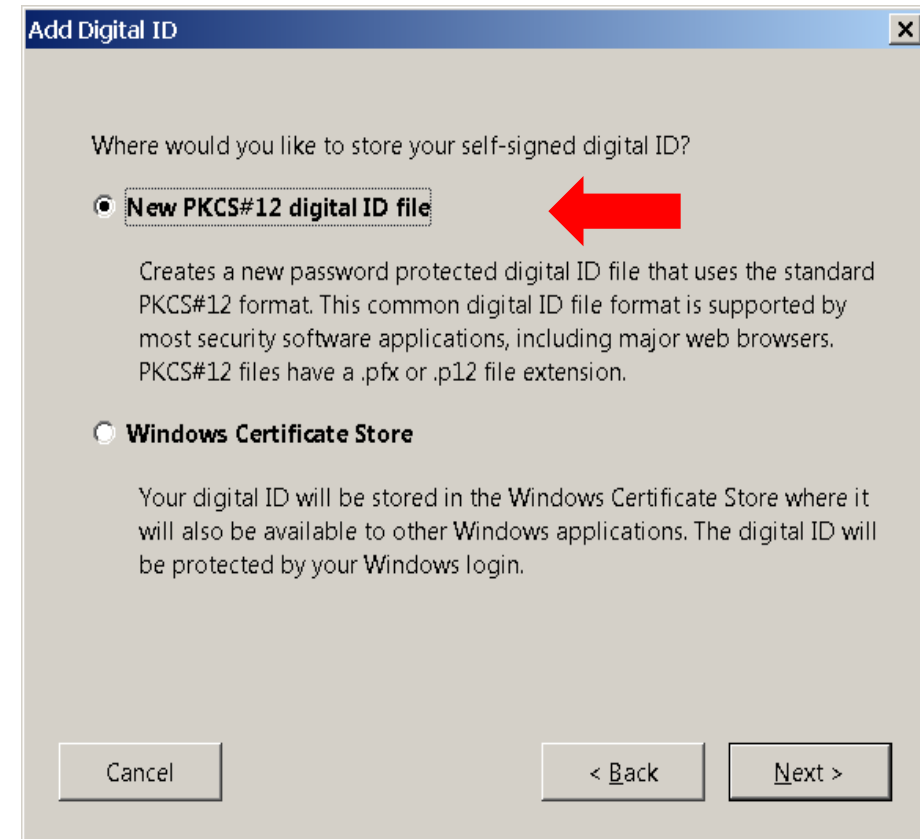 Add Digital ID
Where would you like to store your self-signed digital ID?
New PKCS#12 digital ID file
Creates a new password protected digital ID file that uses the standard
PKCS#12 format. This common digital ID file format is supported by
most security software applications, including major web browsers.
PKCS#12 files have a .pfx or .p12 file extension.
Windows Certificate Store
Your digital ID will be stored in the Windows Certificate Store where it
will also be available to other Windows applications. The digital ID will
be protected by your Windows login.
Cancel
< Back
Next >